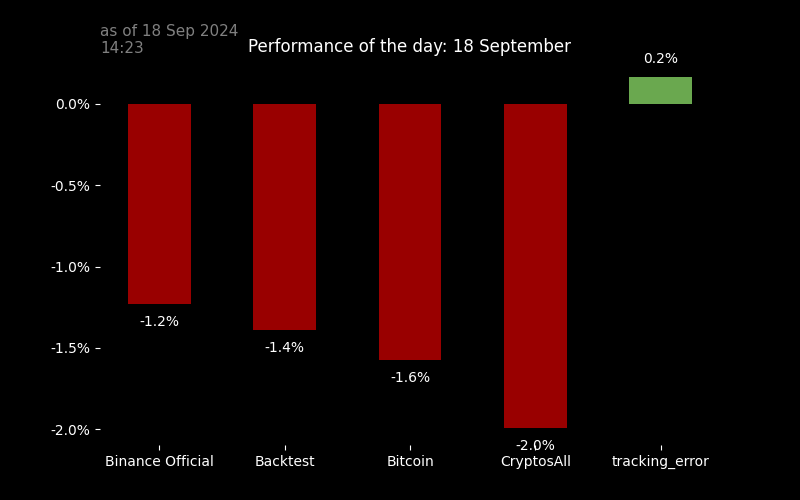 as of 18 Sep 2024
14:23
Performance of the day: 18 September
0.2%
0.0%
-0.5%
-1.0%
-1.5%
-2.0%
-1.2%
-1.4%
-1.6%
-2.0%
Binance Official
Backtest
Bitcoin
CryptosAll
tracking_error